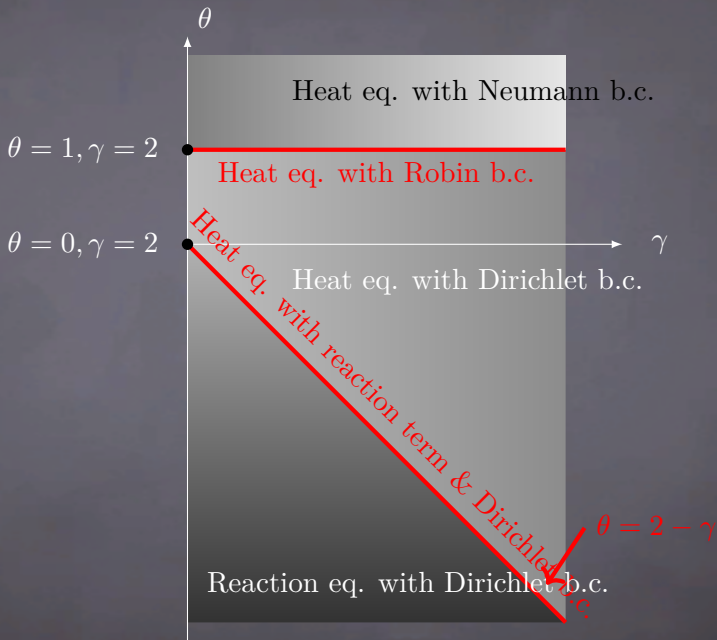 θ
Heat eq. with Neumann b.c.
θ = 1, γ = 2
Heat eq. with Robin b.c.
θ = 0, γ = 2
γ
Heat eq. with Dirichlet b.c.
Heat eq. with reaction term & Dirichlet b.c.
θ = 2 − γ
Reaction eq. with Dirichlet b.c.